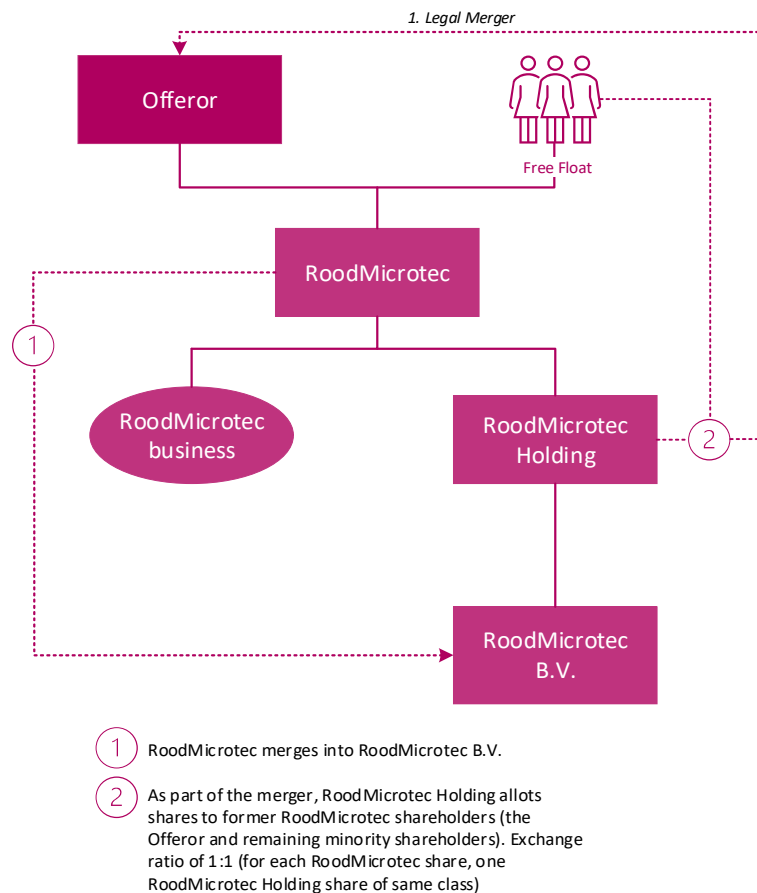 1. Legal Merger
Offeror
Free Float
RoodMicrotec
1
RoodMicrotec
business
RoodMicrotec
Holding
2
RoodMicrotec
B.V.
1
RoodMicrotec merges into RoodMicrotec B.V.
2
As part of the merger, RoodMicrotec Holding allots
shares to former RoodMicrotec shareholders (the
Offeror and remaining minority shareholders). Exchange
ratio of 1:1 (for each RoodMicrotec share, one
RoodMicrotec Holding share of same class)